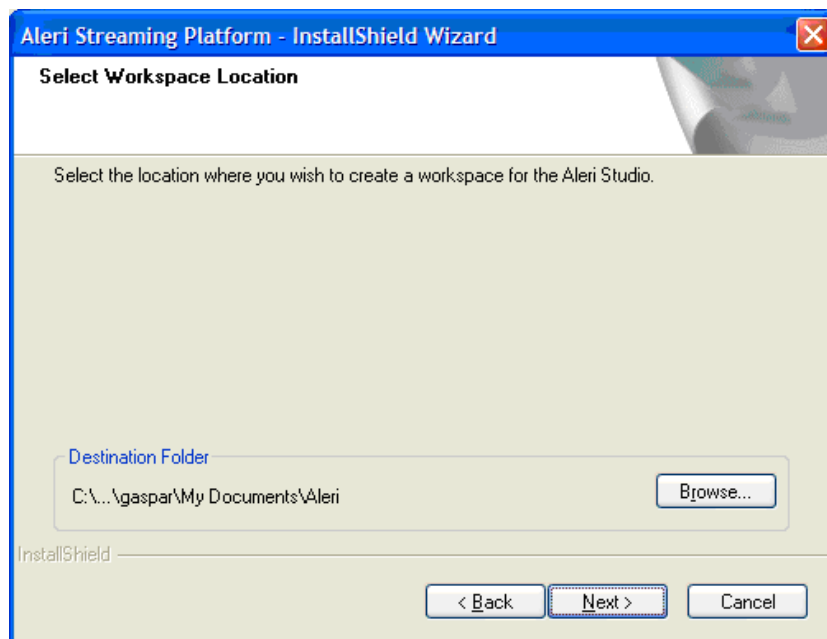 Aleri Streaming Platform - InstallShield Wizard
Select Workspace Location
Select the location where you wish to create a workspace for the Aleri Studio.
Destination Folder
C:\...\gaspar\My Documents\Aleri
Browse...
InstallShield
< Back
Next >
Cancel